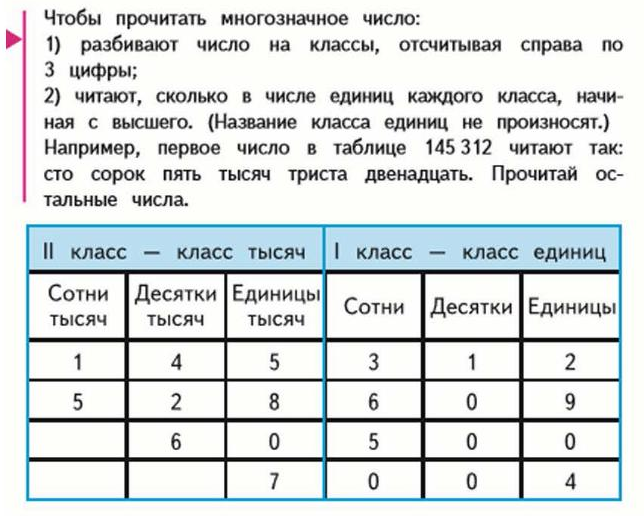 Чтобы прочитать многозначное число:
1) разбивают число на классы, отсчитывая справа по
3 цифры;
2) читают, сколько в числе единиц каждого класса, начи-
ная с высшего. (Название класса единиц не произносят.)
Например, первое число в таблице 145 312 читают так:
сто сорок пять тысяч триста двенадцать. Прочитай ос-
тальные числа.
II класс — класс тысяч I класс — класс единиц
Сотни тысяч Десятки тысяч Единицы тысяч Сотни Десятки Единицы
1 4 5 3 1 2
5 2 8 6 0 9
6 0 5 0 0
7 0 0 4